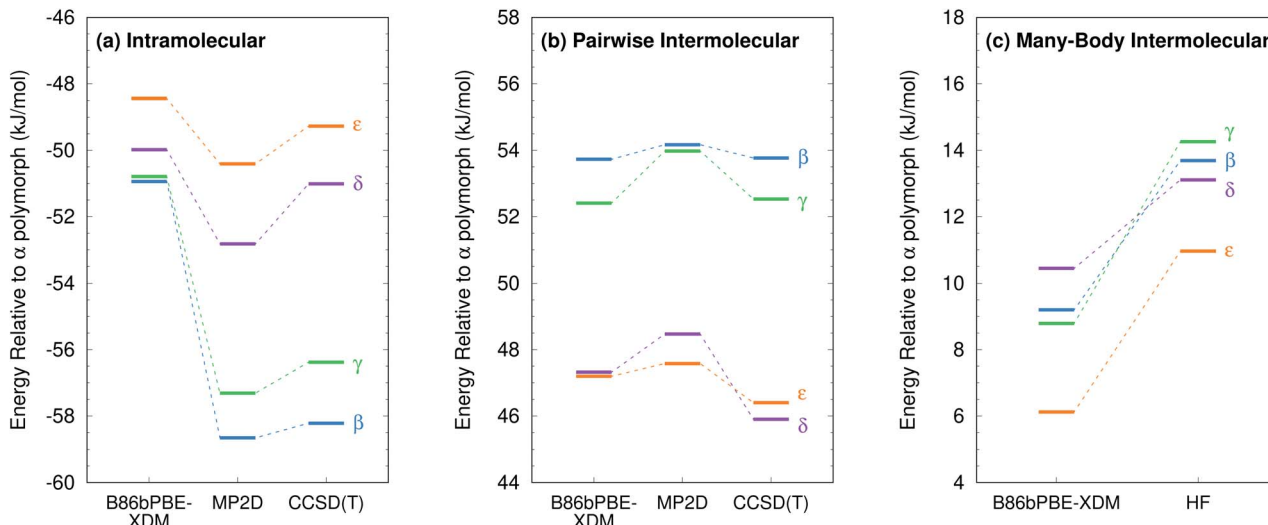 (a) Intramolecular
Energy Relative to α polymorph (kJ/mol)
-46
-48
-50
-52
-54
-56
-58
-60
ε
δ
γ
β
B86bPBE-
XDM
MP2D
CCSD(T)
(b) Pairwise Intermolecular
Energy Relative to α polymorph (kJ/mol)
58
56
54
52
50
48
46
44
β
γ
ε
δ
B86bPBE-
XDM
MP2D
CCSD(T)
(c) Many-Body Intermolecular
Energy Relative to α polymorph (kJ/mol)
18
16
14
12
10
8
6
4
γ
β
δ
ε
B86bPBE-XDM
HF